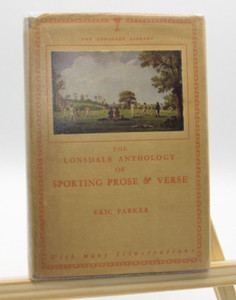 THE LONSDALE LIBRARY
THE
LONSDALE ANTHOLOGY
OF
SPORTING PROSE & VERSE
ERIC PARKER
With many Illustrations